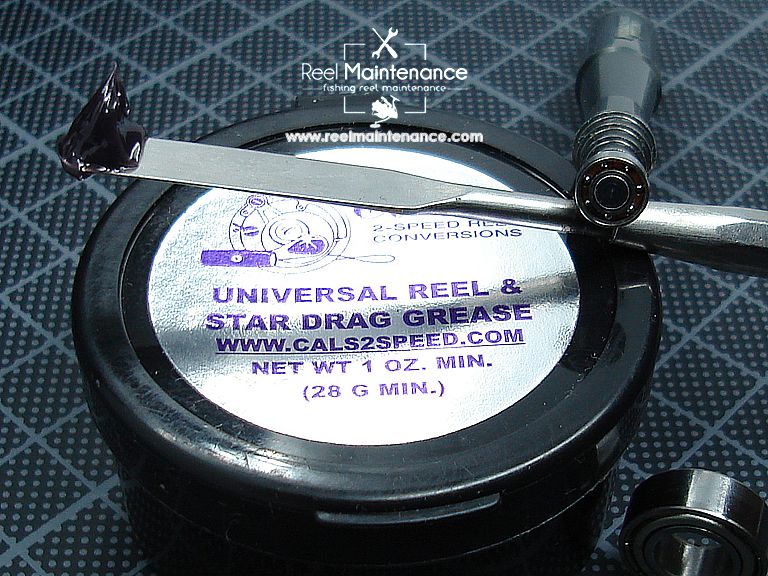 Reel Maintenance
fishing reel maintenance
www.reelmaintenance.com
2-SPEED REEL
CONVERSIONS
UNIVERSAL REEL &
STAR DRAG GREASE
WWW.CALS2SPEED.COM
NET WT 1 OZ. MIN.
(28 G MIN.)